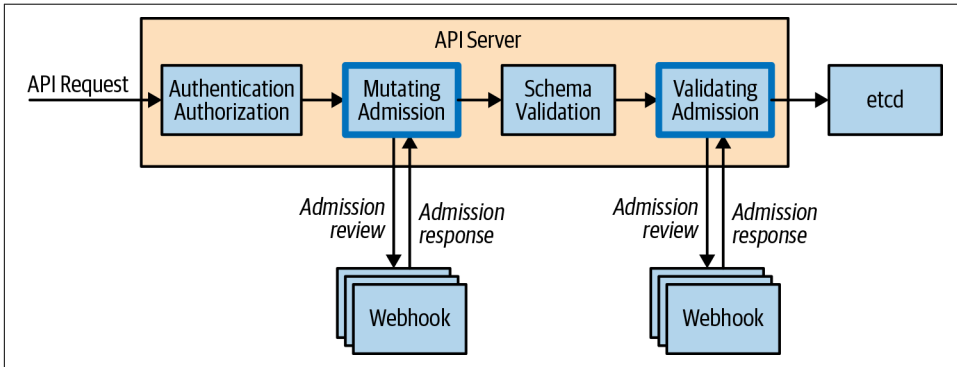 API Server
API Request
Authentication
Authorization
Mutating
Admission
Schema
Validation
Validating
Admission
etcd
Admission
review
Admission
response
Admission
review
Admission
response
Webhook
Webhook